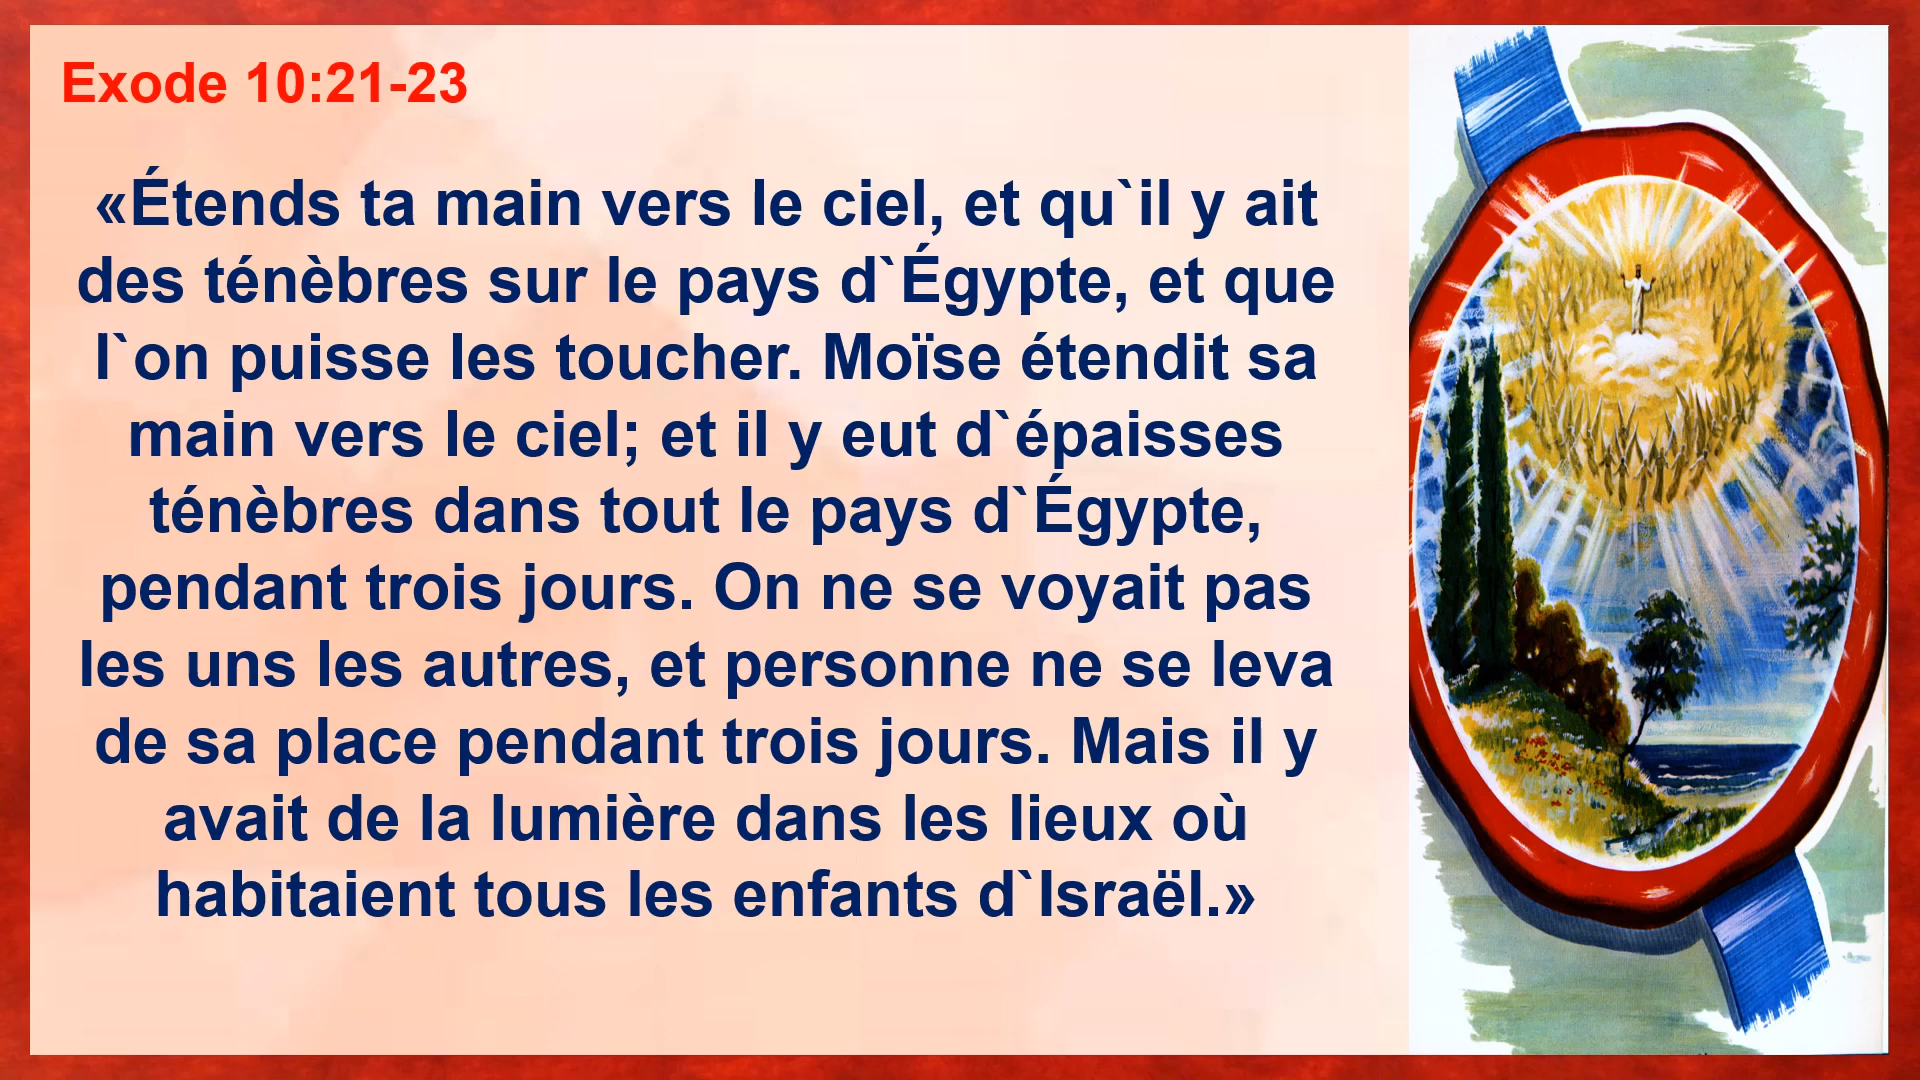 Exode 10:21-23
«Étends ta main vers le ciel, et qu`il y ait
des ténèbres sur le pays d`Égypte, et que
l`on puisse les toucher. Moïse étendit sa
main vers le ciel; et il y eut d`épaisses
ténèbres dans tout le pays d`Égypte,
pendant trois jours. On ne se voyait pas
les uns les autres, et personne ne se leva
de sa place pendant trois jours. Mais il y
avait de la lumière dans les lieux où
habitaient tous les enfants d`Israël.»